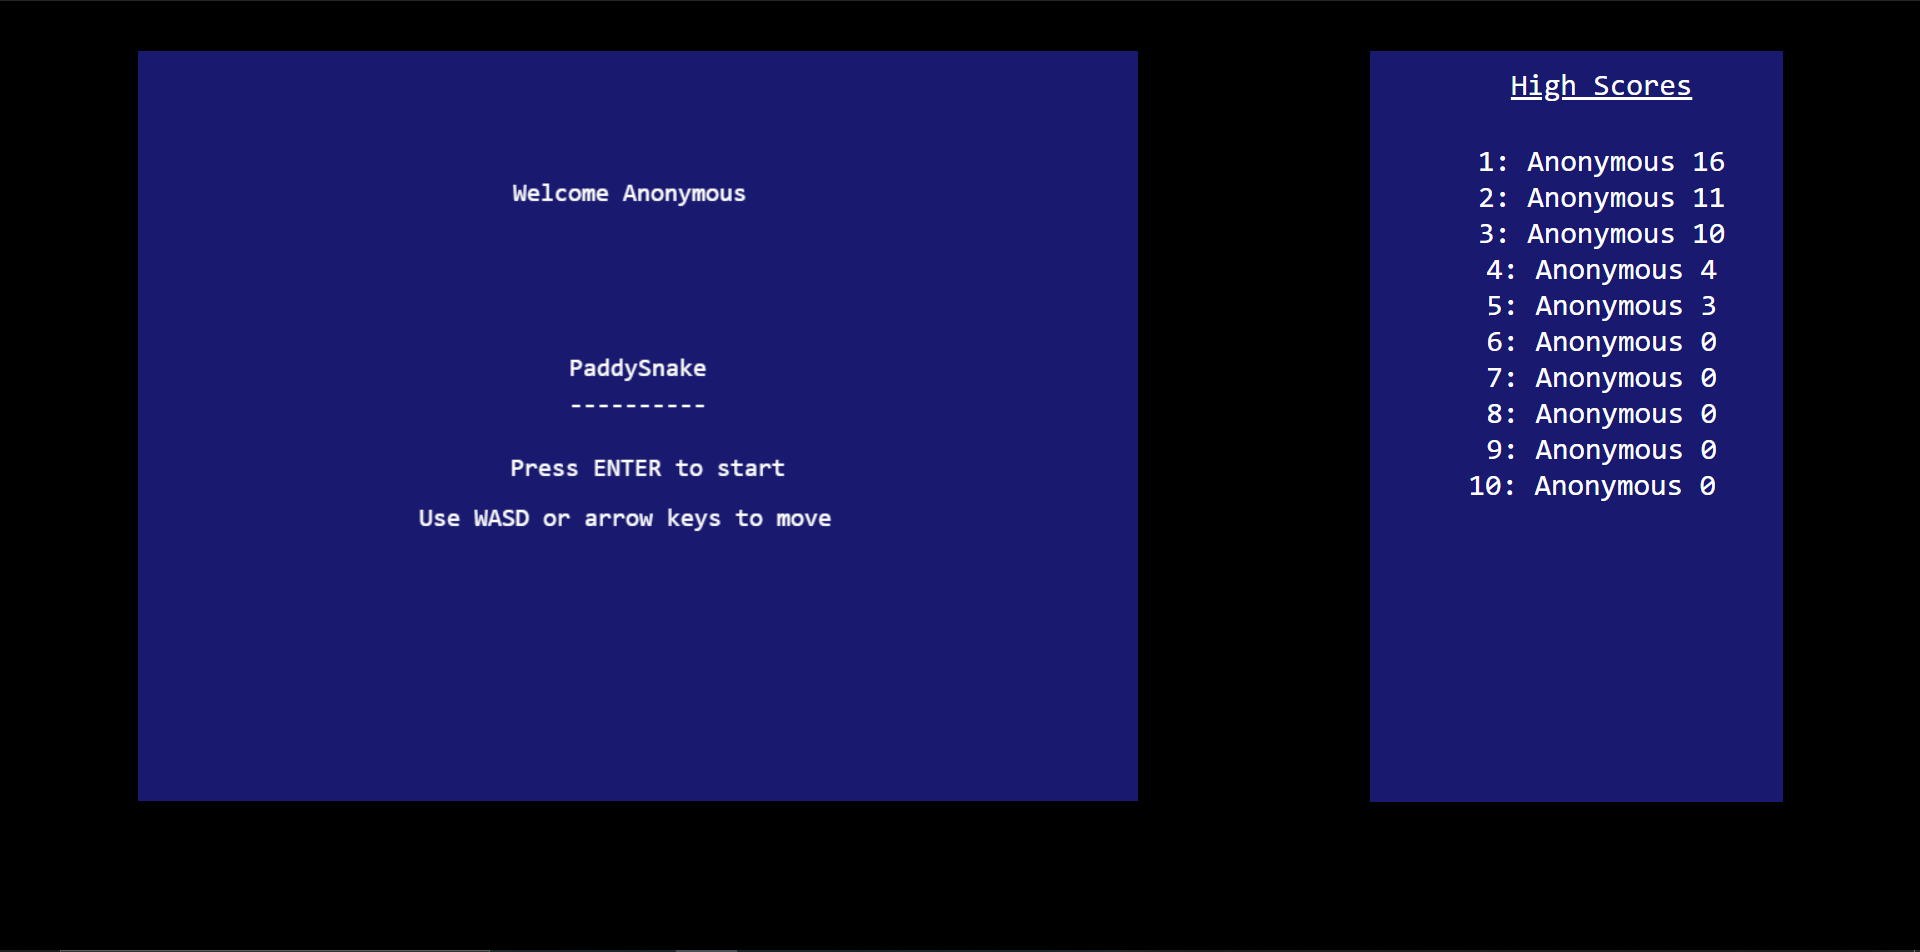 Welcome Anonymous
PaddySnake
----------
Press ENTER to start
Use WASD or arrow keys to move
High Scores
1: Anonymous 16
2: Anonymous 11
3: Anonymous 10
4: Anonymous 4
5: Anonymous 3
6: Anonymous 0
7: Anonymous 0
8: Anonymous 0
9: Anonymous 0
10: Anonymous 0